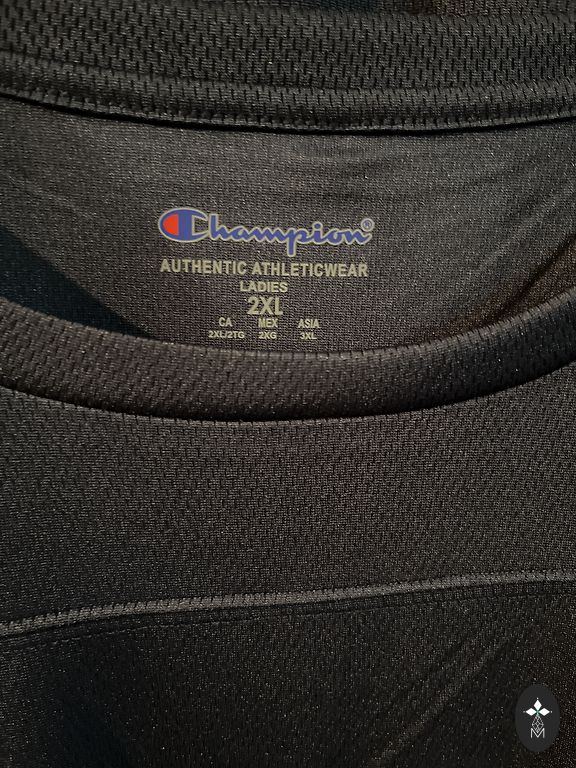 Champion®
AUTHENTIC ATHLETICWEAR
LADIES
2XL
CA MEX ASIA
2XL/2TG 2XG 3XL
M